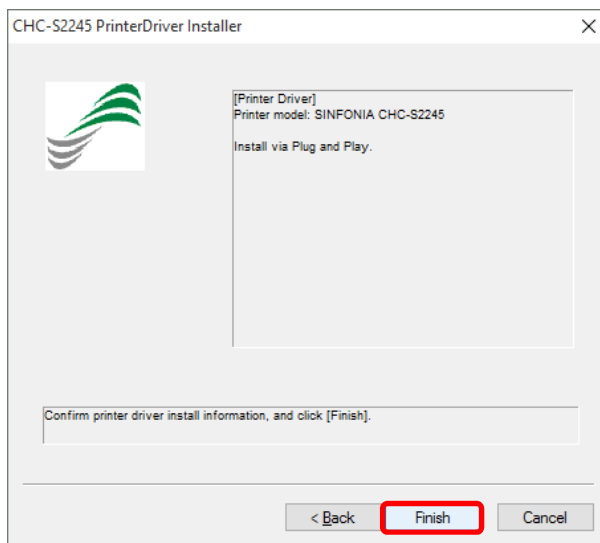 CHC-S2245 PrinterDriver Installer
[Printer Driver]
Printer model: SINFONIA CHC-S2245
Install via Plug and Play.
Confirm printer driver install information, and click [Finish].
< Back Finish Cancel